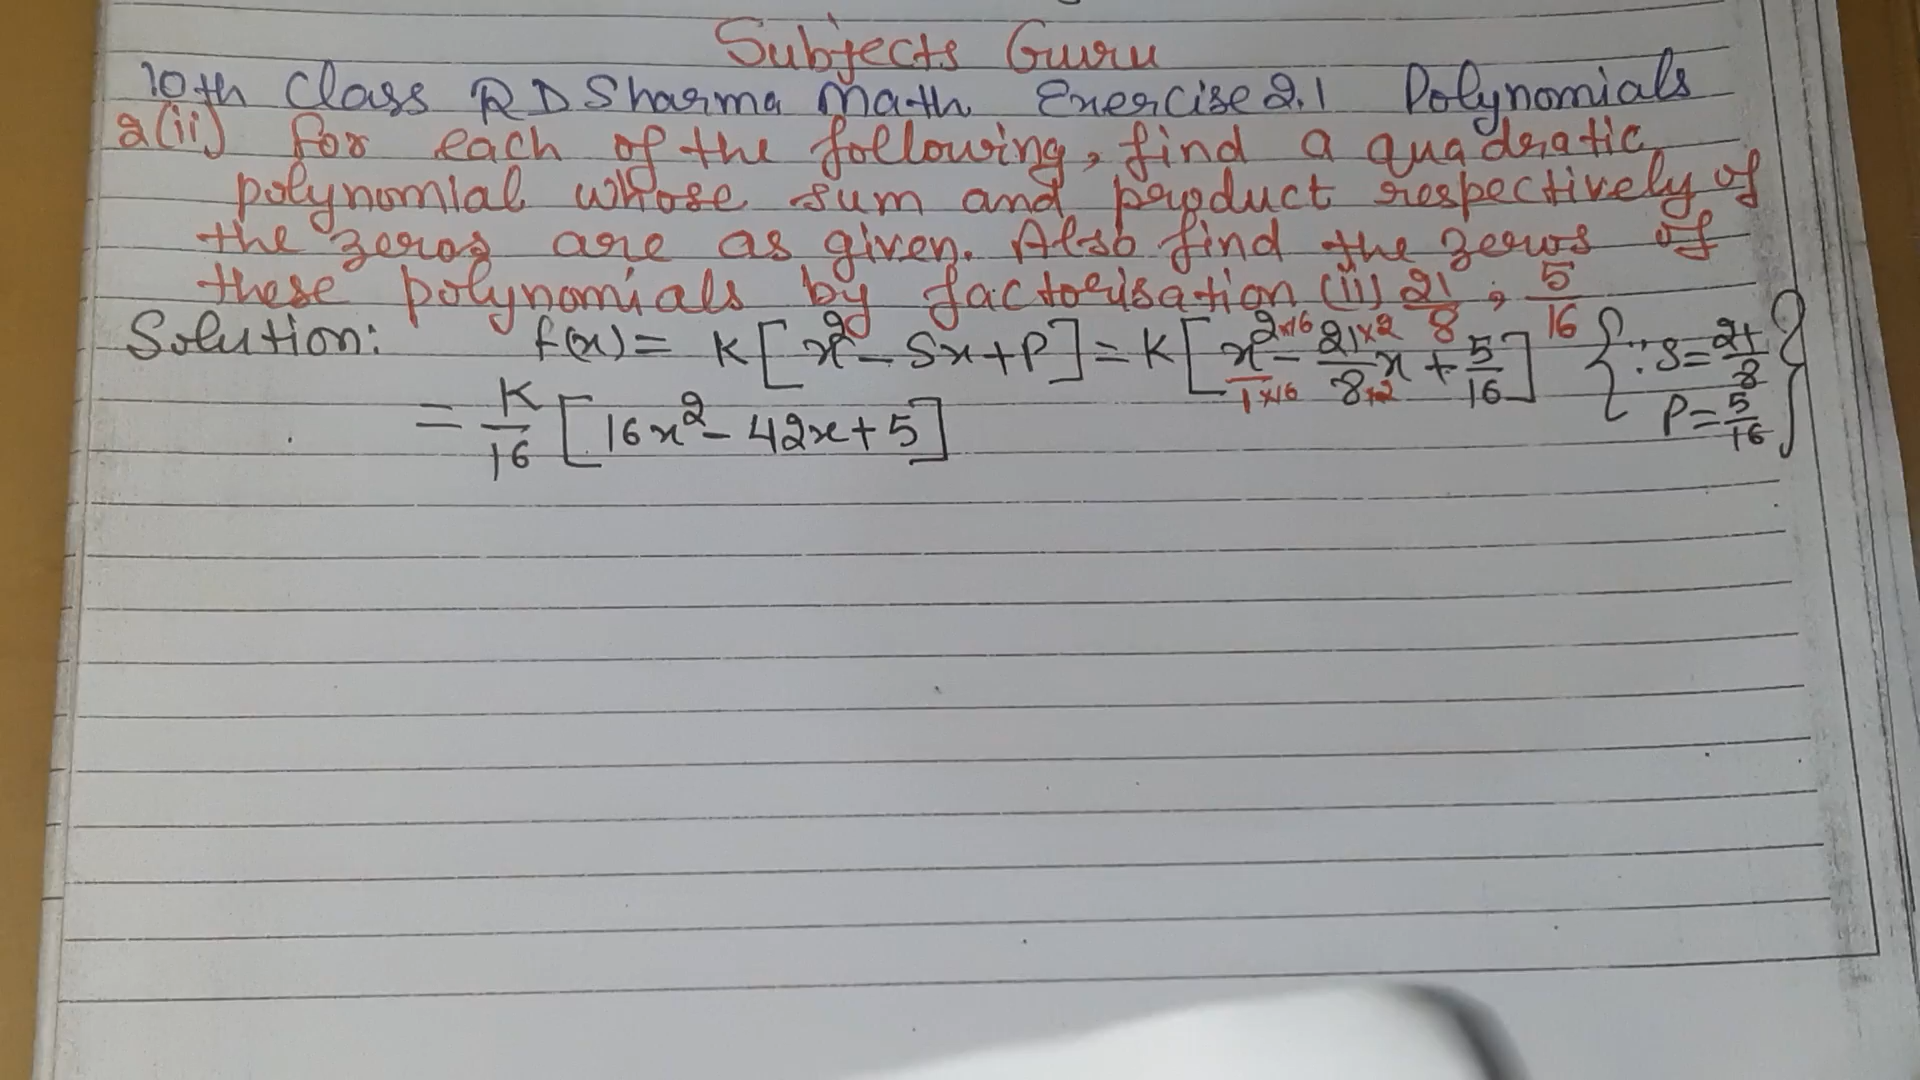 Subjects Guru
10th Class RD Sharma Math Exercise 2.1 Polynomials
2(ii) For each of the following, find a quadratic
polynomial whose sum and product respectively of
the zeros are as given. Also find the zeros of
these polynomials by factorisation (ii) 21/8, 5/16
Solution: f(x) = K[x² - Sx + P] = K[x²×16/1×16 - 21×2/8×2 x + 5/16] {∵ S = 21/8
= K/16 [16x² - 42x + 5] P = 5/16}